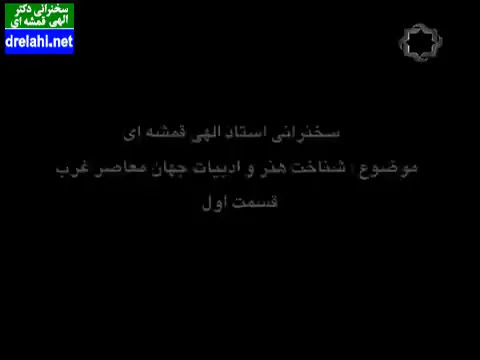 سخنرانی دکتر
الهی قمشه ای
drelahi.net
سخنرانی استاد الهی قمشه ای
موضوع : شناخت هنر و ادبیات جهان معاصر غرب
قسمت اول